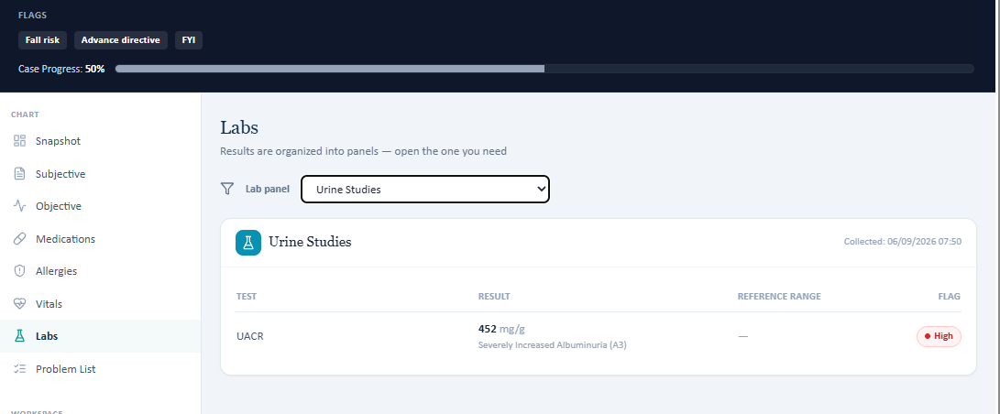 FLAGS
Fall risk Advance directive FYI
Case Progress: 50%
CHART
Snapshot
Subjective
Objective
Medications
Allergies
Vitals
Labs
Problem List
WORKSPACE
Labs
Results are organized into panels — open the one you need
Lab panel Urine Studies
Urine Studies Collected: 06/09/2026 07:50
TEST RESULT REFERENCE RANGE FLAG
UACR 452 mg/g — High
Severely Increased Albuminuria (A3)